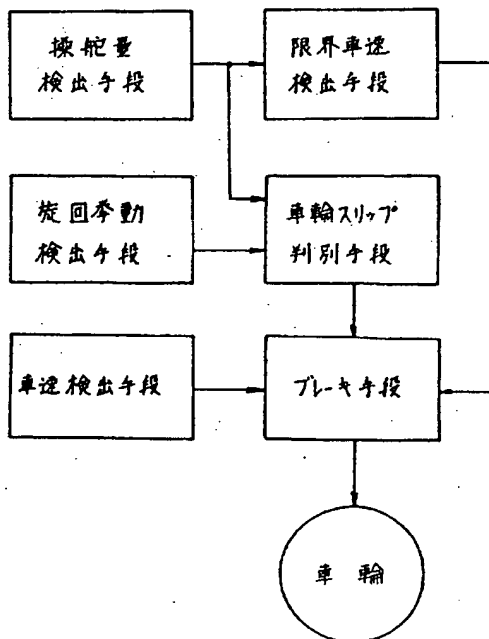 操舵量
検出手段
限界車速
検出手段
旋回挙動
検出手段
車輪スリップ
判別手段
車速検出手段
ブレーキ手段
車輪